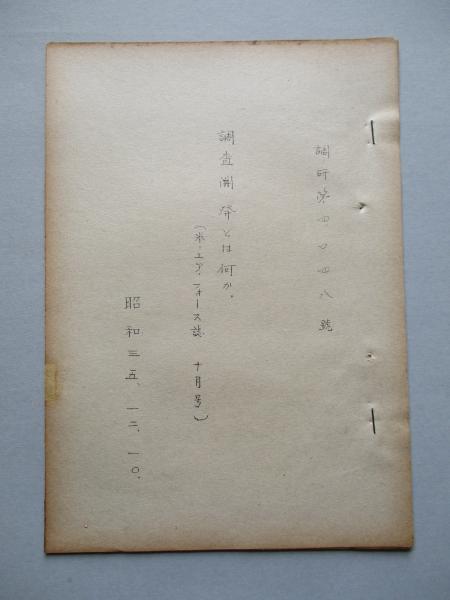 調研第四〇四八號
調査開発とは何か。
(米・エア・フォース誌 十月号)
昭和三五、一二、一〇、